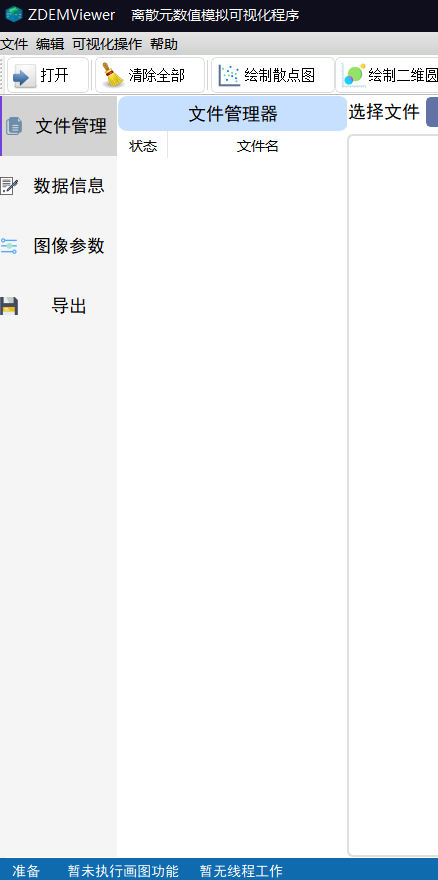 ZDEMViewer 离散元数值模拟可视化程序
文件 编辑 可视化操作 帮助
打开 清除全部 绘制散点图 绘制二维圆
文件管理 文件管理器 选择文件
状态 文件名
数据信息
图像参数
导出
准备 暂未执行画图功能 暂无线程工作